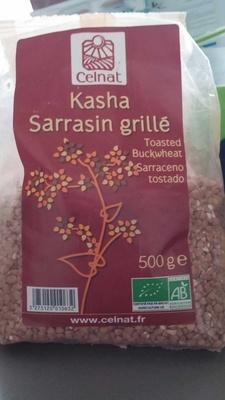 Celnat
Kasha
Sarrasin grillé
Toasted
Buckwheat
Sarraceno
tostado
500 g e
AB
www.celnat.fr